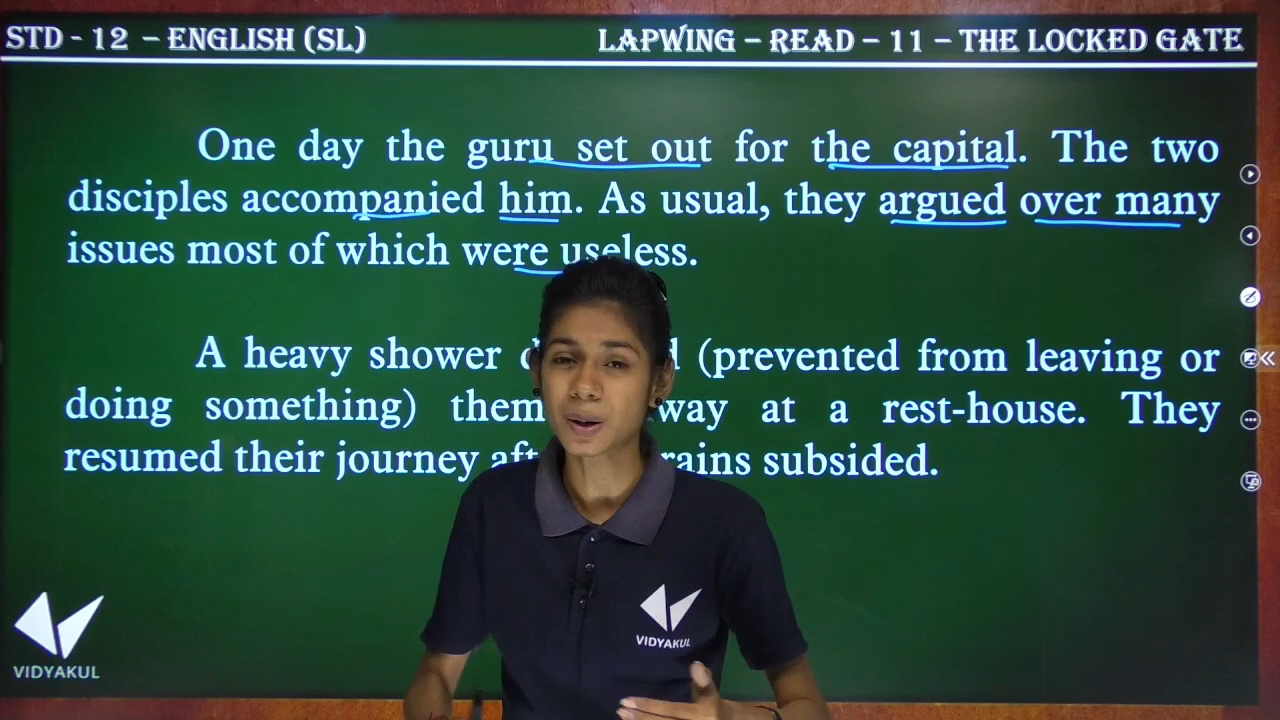 STD - 12 – ENGLISH (SL)
LAPWING – READ – 11 – THE LOCKED GATE
One day the guru set out for the capital. The two
disciples accompanied him. As usual, they argued over many
issues most of which were useless.
A heavy shower (prevented from leaving or
doing something) them at a rest-house. They
resumed their journey rains subsided.
VIDYAKUL
VIDYAKUL